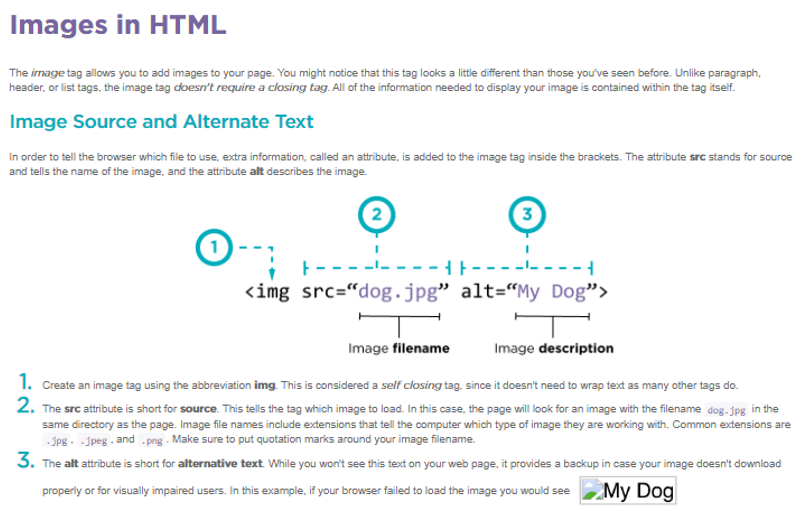 Images in HTML
The image tag allows you to add images to your page. You might notice that this tag looks a little different than those you've seen before. Unlike paragraph,
header, or list tags, the image tag doesn't require a closing tag. All of the information needed to display your image is contained within the tag itself.
Image Source and Alternate Text
In order to tell the browser which file to use, extra information, called an attribute, is added to the image tag inside the brackets. The attribute src stands for source
and tells the name of the image, and the attribute alt describes the image.
2 3
1
<img src=“dog.jpg” alt=“My Dog”>
Image filename Image description
1. Create an image tag using the abbreviation img. This is considered a self closing tag, since it doesn't need to wrap text as many other tags do.
2. The src attribute is short for source. This tells the tag which image to load. In this case, the page will look for an image with the filename dog.jpg in the
same directory as the page. Image file names include extensions that tell the computer which type of image they are working with. Common extensions are
.jpg, .jpeg, and .png. Make sure to put quotation marks around your image filename.
3. The alt attribute is short for alternative text. While you won't see this text on your web page, it provides a backup in case your image doesn't download
properly or for visually impaired users. In this example, if your browser failed to load the image you would see My Dog